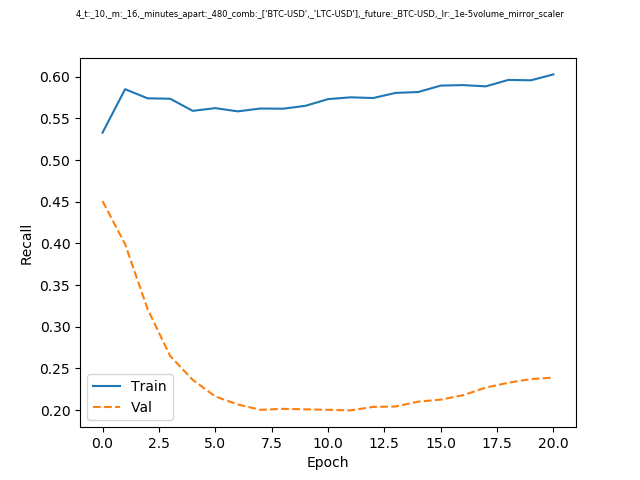 4_t:_10,_m:_16,_minutes_apart:_480_comb:_['BTC-USD',_'LTC-USD'],_future:_BTC-USD,_lr:_1e-5volume_mirror_scaler
0.60
0.55
0.50
0.45
0.40
0.35
0.30
0.25
0.20
Recall
Train
Val
0.0 2.5 5.0 7.5 10.0 12.5 15.0 17.5 20.0
Epoch